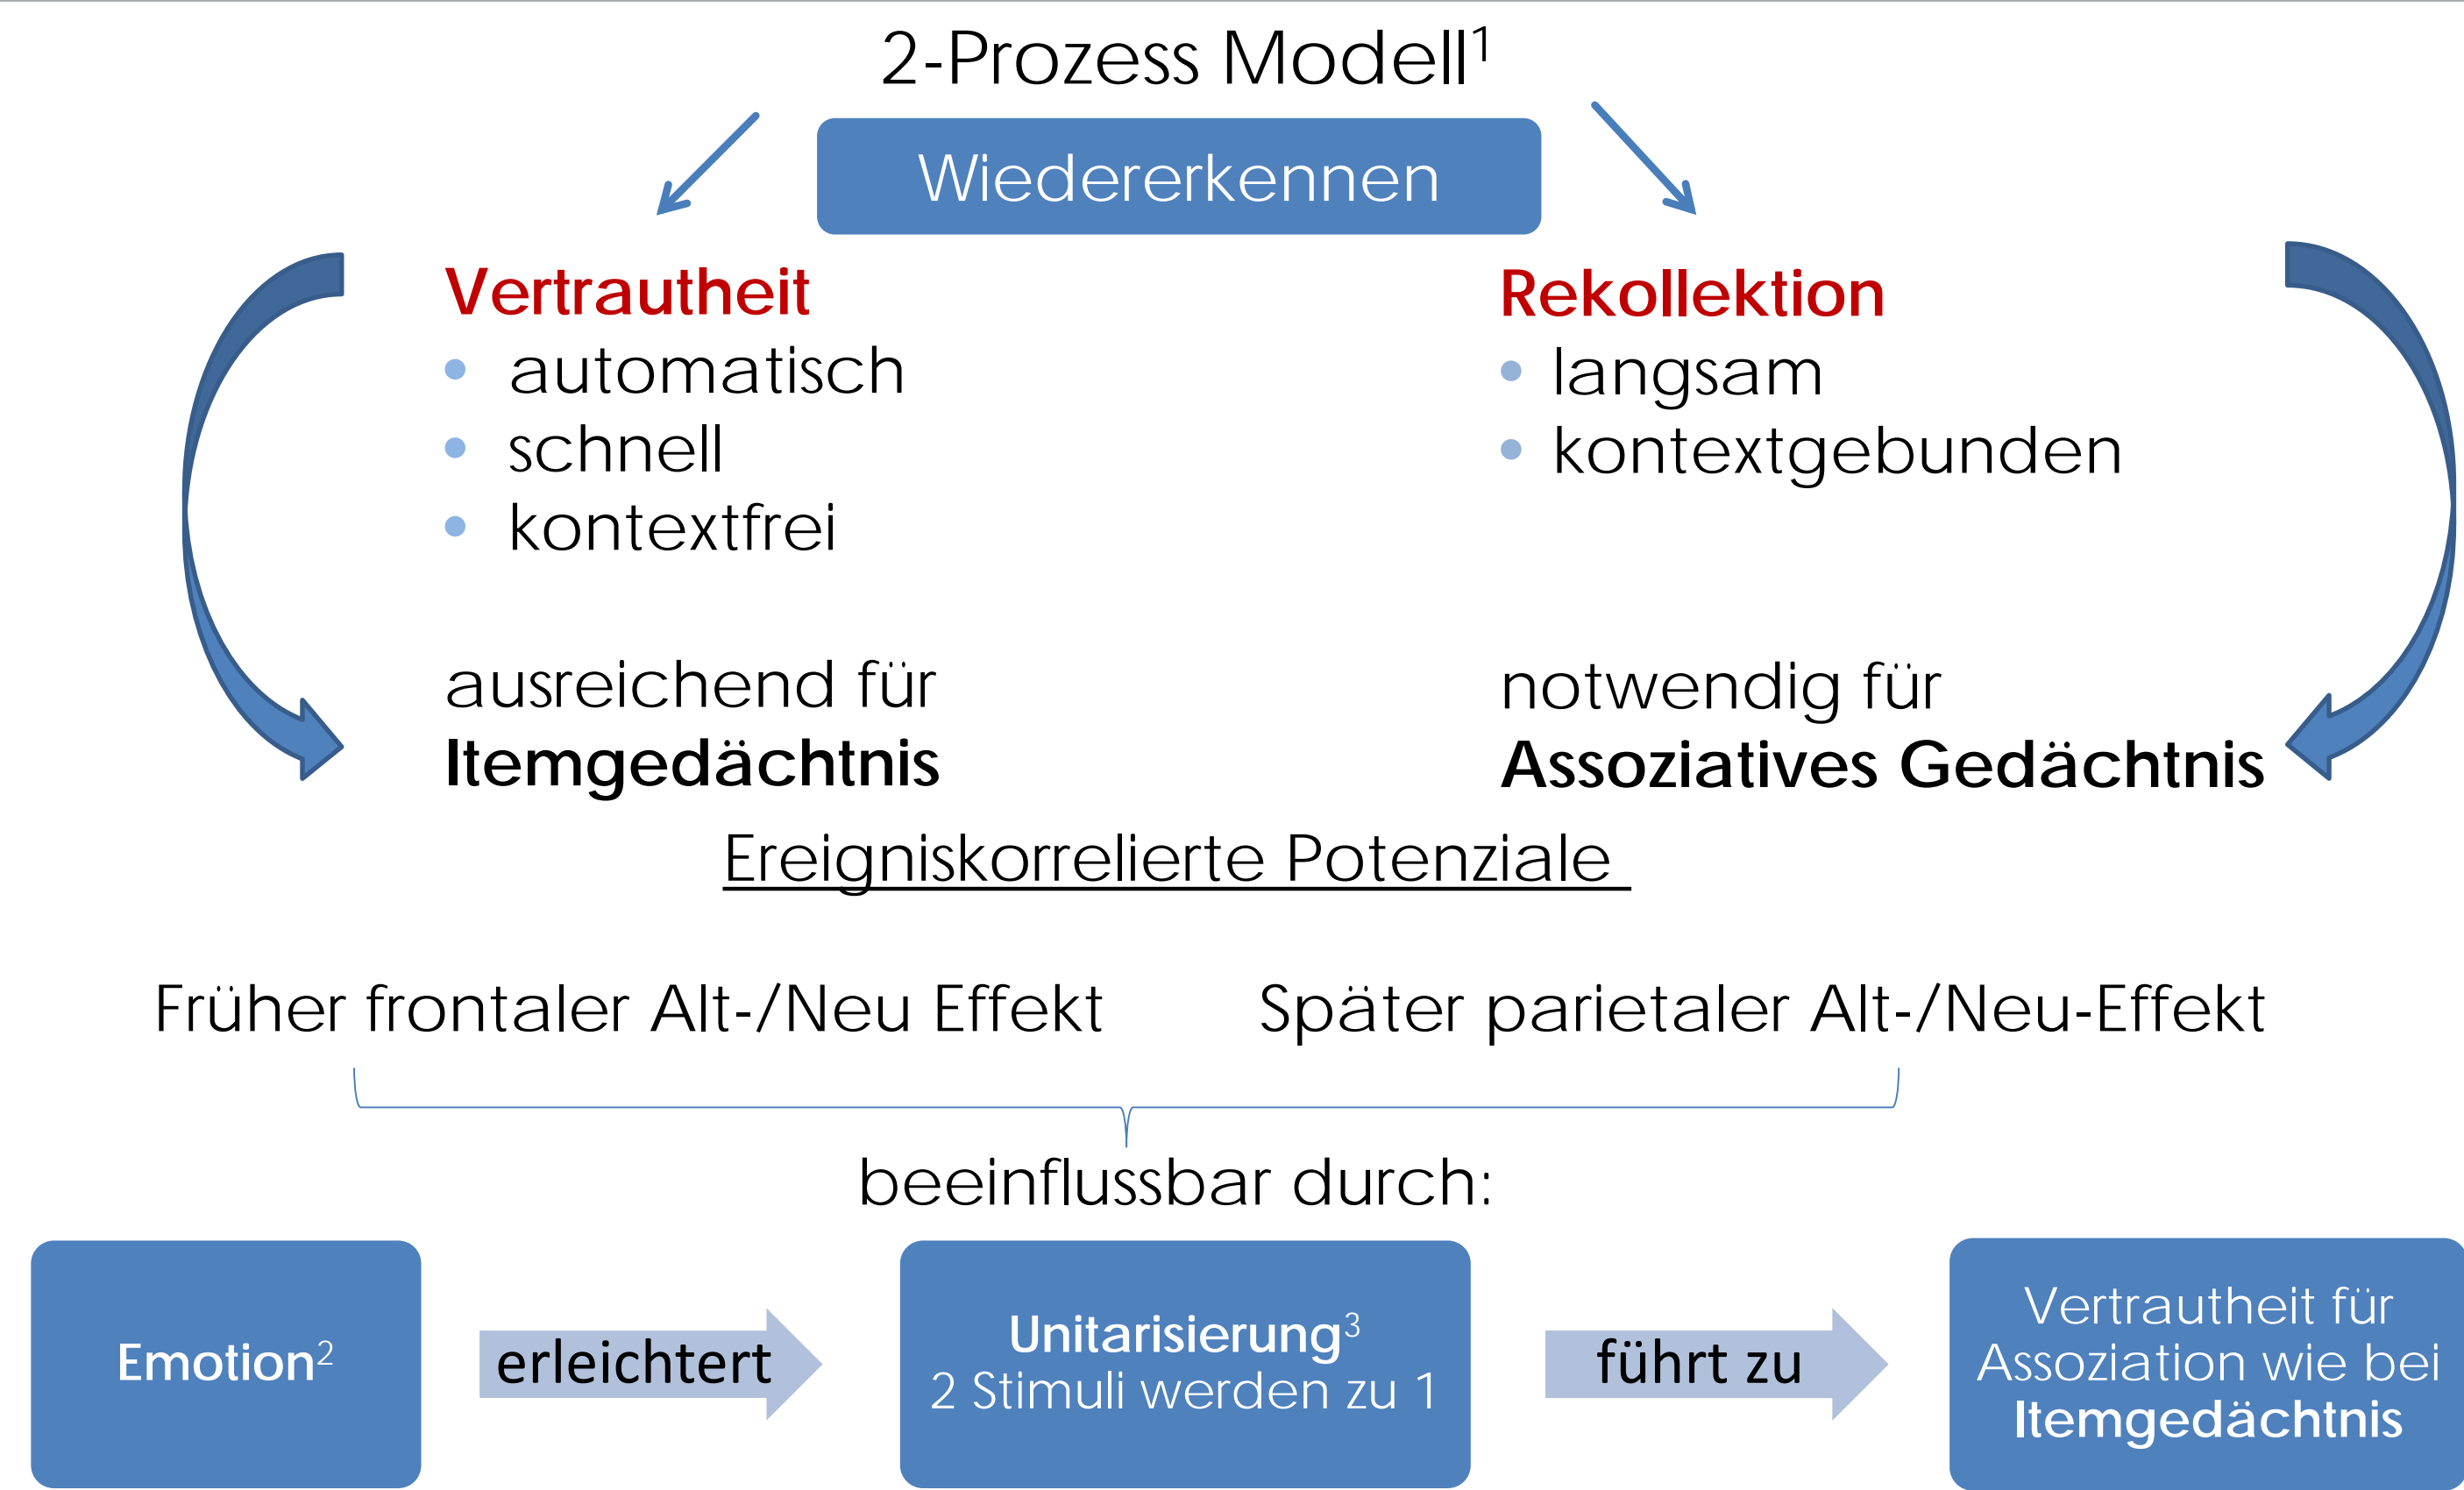 2-Prozess Modell¹
Wiedererkennen
Vertrautheit
automatisch
schnell
kontextfrei
ausreichend für
Itemgedächtnis
Rekollektion
langsam
kontextgebunden
notwendig für
Assoziatives Gedächtnis
Ereigniskorrelierte Potenziale
Früher frontaler Alt-/Neu Effekt
Später parietaler Alt-/Neu-Effekt
beeinflussbar durch:
Emotion²
erleichtert
Unitarisierung³
2 Stimuli werden zu 1
führt zu
Vertrautheit für
Assoziation wie bei
Itemgedächtnis